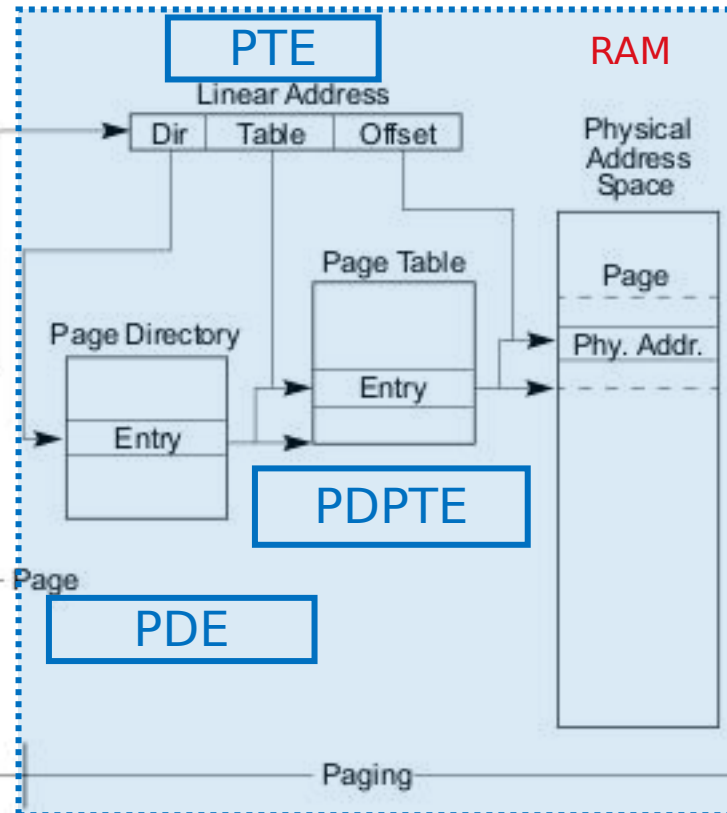 PTE
RAM
Linear Address
Dir Table Offset
Physical
Address
Space
Page Table
Page
Page Directory
Phy. Addr.
Entry
Entry
PDPTE
Page
PDE
Paging